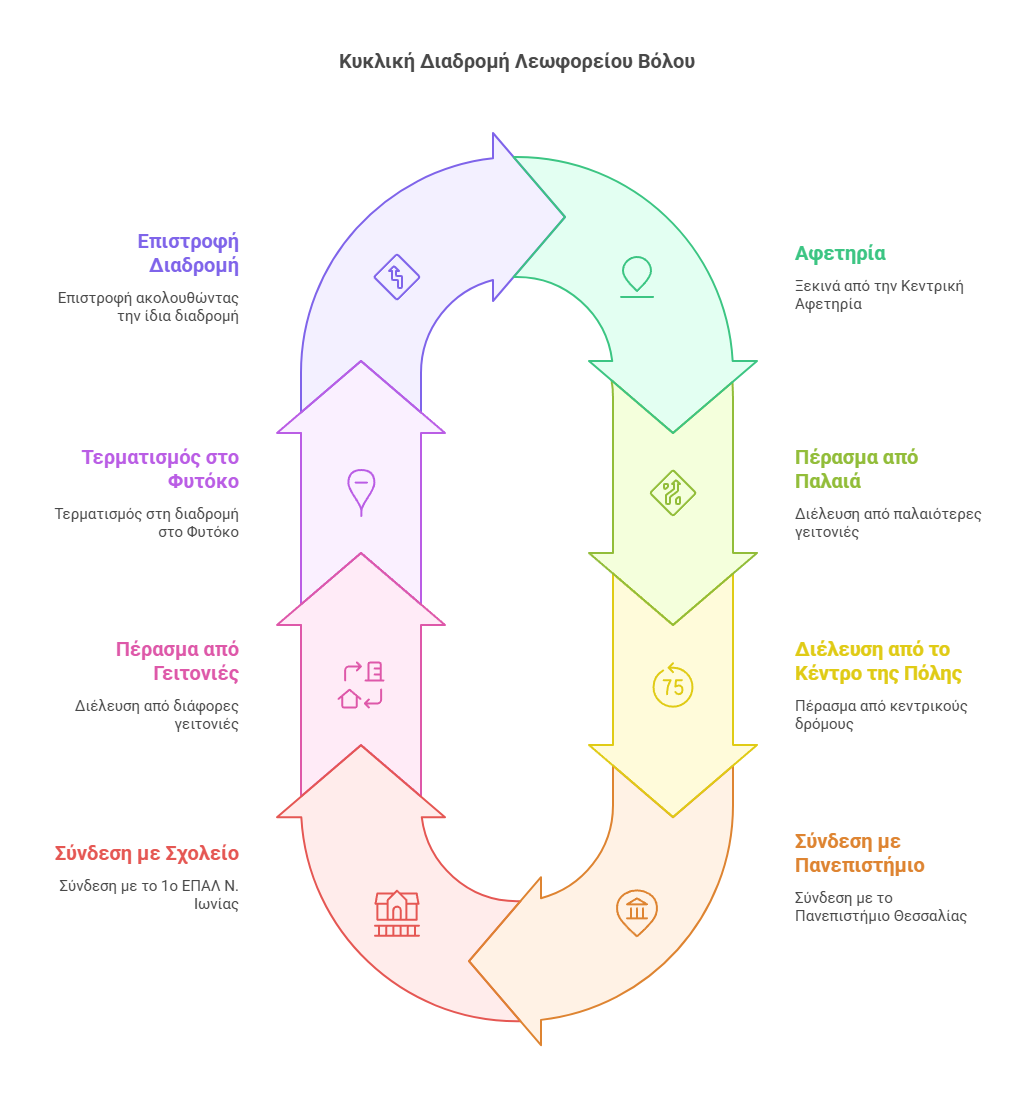 Κυκλική Διαδρομή Λεωφορείου Βόλου
Αφετηρία
Ξεκινά από την Κεντρική
Αφετηρία
Πέρασμα από
Παλαιά
Διέλευση από παλαιότερες
γειτονιές
Διέλευση από το
Κέντρο της Πόλης
Πέρασμα από κεντρικούς
δρόμους
75
Σύνδεση με
Πανεπιστήμιο
Σύνδεση με το
Πανεπιστήμιο Θεσσαλίας
Σύνδεση με Σχολείο
Σύνδεση με το 1ο ΕΠΑΛ Ν.
Ιωνίας
Πέρασμα από
Γειτονιές
Διέλευση από διάφορες
γειτονιές
Τερματισμός στο
Φυτόκο
Τερματισμός στη διαδρομή
στο Φυτόκο
Επιστροφή
Διαδρομή
Επιστροφή ακολουθώντας
την ίδια διαδρομή